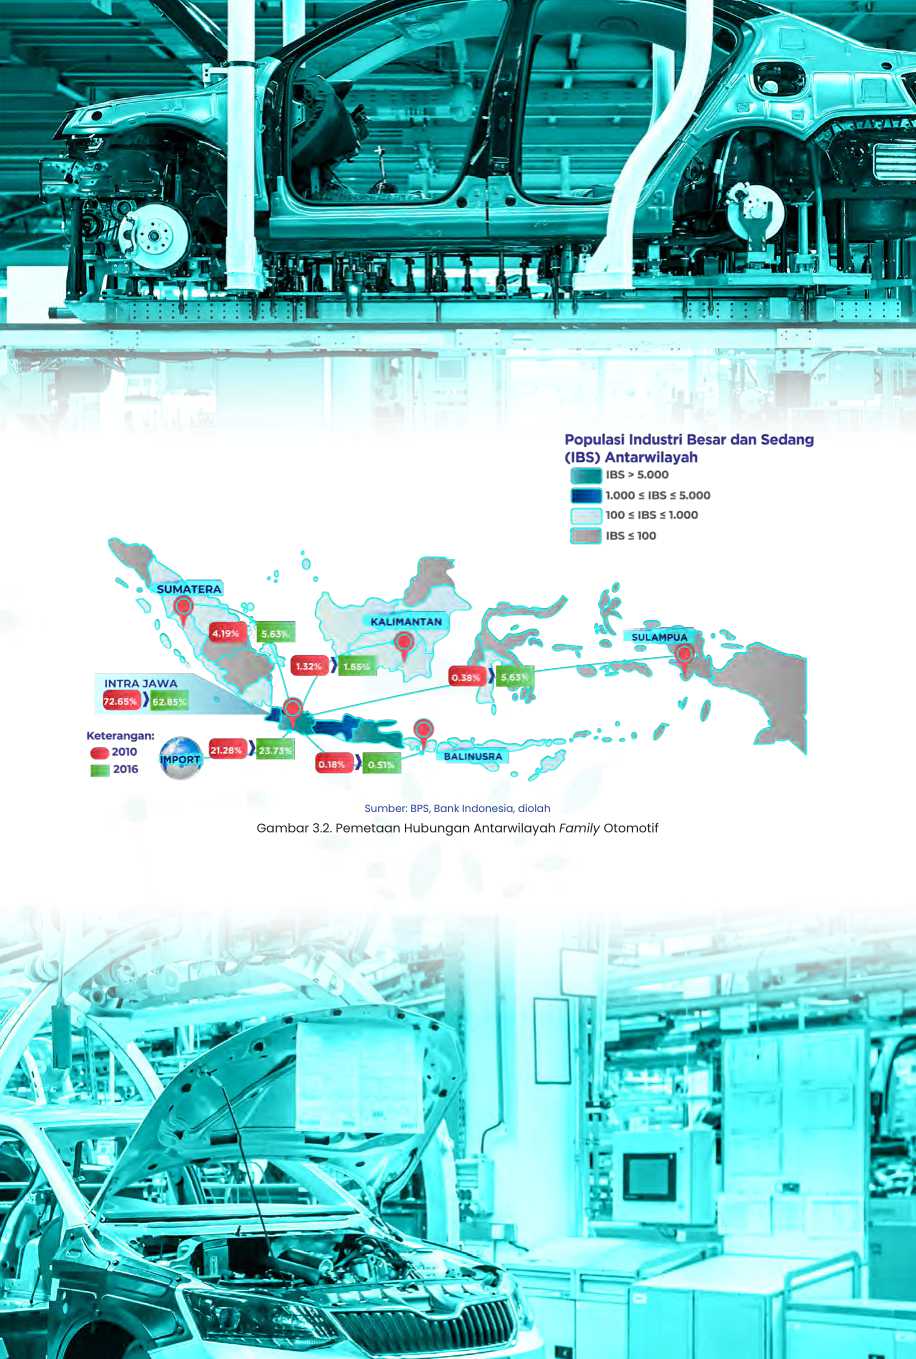 Populasi Industri Besar dan Sedang
(IBS) Antarwilayah
IBS > 5.000
1.000 ≤ IBS ≤ 5.000
100 ≤ IBS ≤ 1.000
IBS ≤ 100
SUMATERA
4.19% 5.63%
KALIMANTAN
1.32% 1.55%
SULAMPUA
0.38% 5.63%
INTRA JAWA
72.65% 62.85%
Keterangan:
2010
2016
IMPORT
21.28% 23.73%
0.18% 0.51%
BALINUSRA
Sumber: BPS, Bank Indonesia, diolah
Gambar 3.2. Pemetaan Hubungan Antarwilayah Family Otomotif